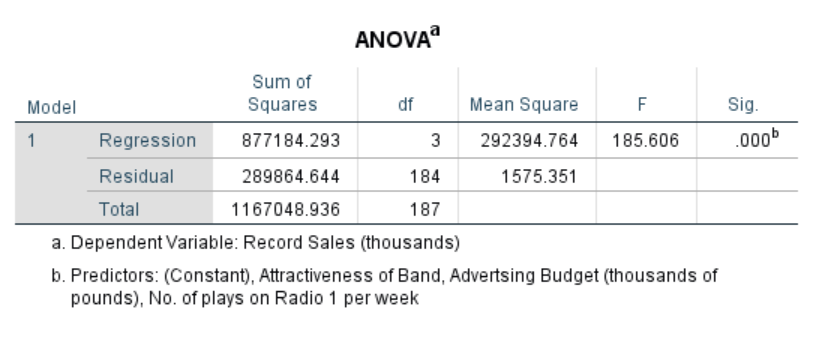 ANOVAa
Sum of
Model Squares df Mean Square F Sig.
1 Regression 877184.293 3 292394.764 185.606 .000b
Residual 289864.644 184 1575.351
Total 1167048.936 187
a. Dependent Variable: Record Sales (thousands)
b. Predictors: (Constant), Attractiveness of Band, Advertsing Budget (thousands of
pounds), No. of plays on Radio 1 per week